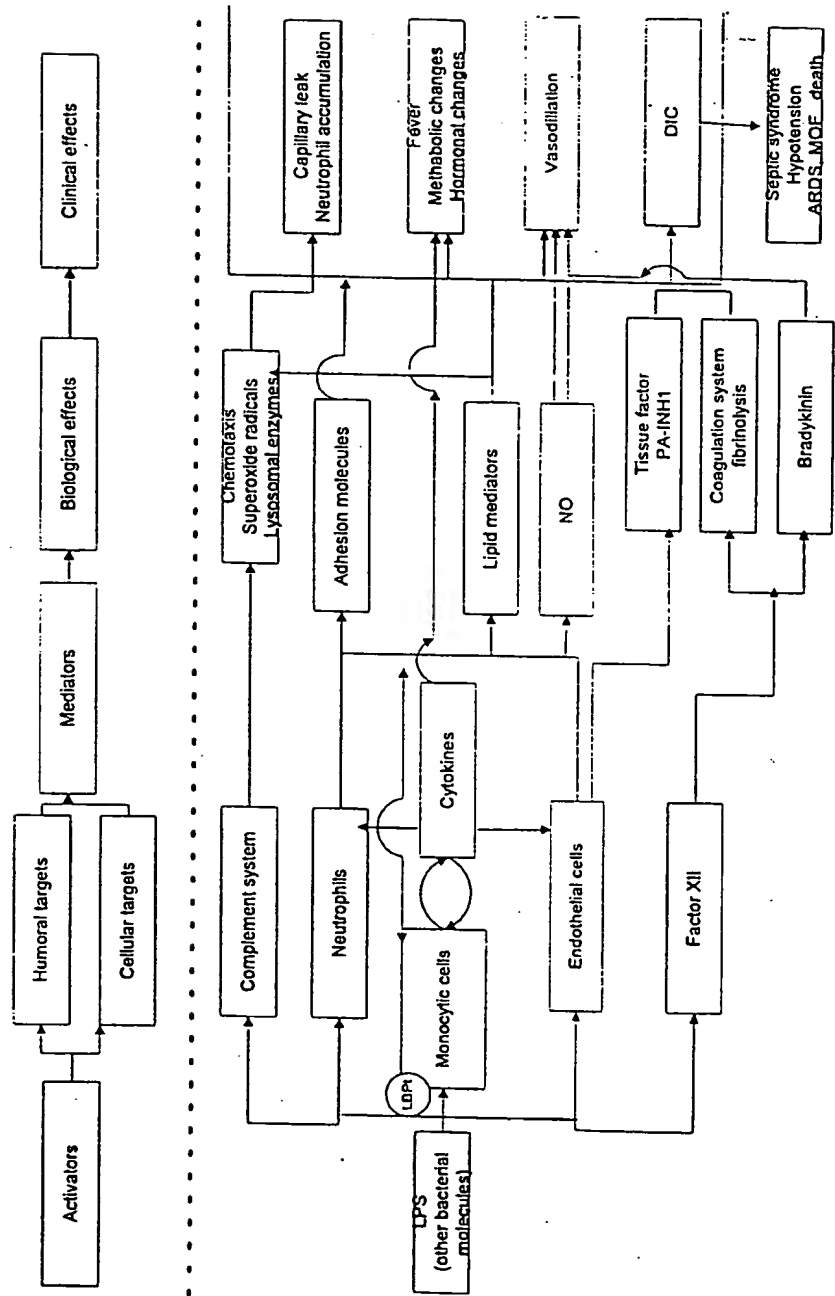 Activators
Humoral targets
Cellular targets
Mediators
Biological effects
Clinical effects
LPS
(other bacterial
molecules)
LBPt
Complement system
Neutrophils
Monocytic cells
Cytokines
Endothelial cells
Factor XII
Chemotaxis
Superoxide radicals
Lysosomal enzymes
Adhesion molecules
Lipid mediators
NO
Tissue factor
PA-INH1
Coagulation system
fibrinolysis
Bradykinin
Capillary leak
Neutrophil accumulation
Fever
Methabolic changes
Hormonal changes
Vasodiliation
DIC
Septic syndrome
Hypotension
ARDS, MOF, death